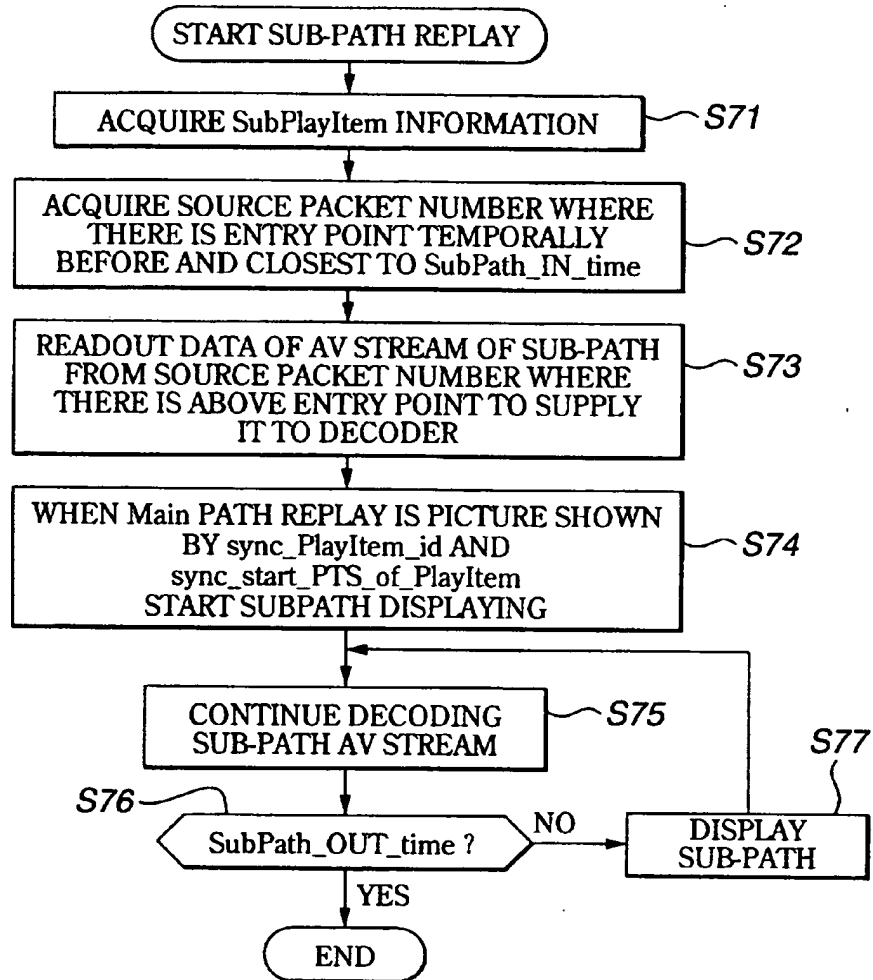 START SUB-PATH REPLAY
ACQUIRE SubPlayItem INFORMATION
S71
ACQUIRE SOURCE PACKET NUMBER WHERE
THERE IS ENTRY POINT TEMPORALLY
BEFORE AND CLOSEST TO SubPath_IN_time
S72
READOUT DATA OF AV STREAM OF SUB-PATH
FROM SOURCE PACKET NUMBER WHERE
THERE IS ABOVE ENTRY POINT TO SUPPLY
IT TO DECODER
S73
WHEN Main PATH REPLAY IS PICTURE SHOWN
BY sync_PlayItem_id AND
sync_start_PTS_of_PlayItem
START SUBPATH DISPLAYING
S74
CONTINUE DECODING
SUB-PATH AV STREAM
S75
S76
SubPath_OUT_time ?
NO
S77
DISPLAY
SUB-PATH
YES
END